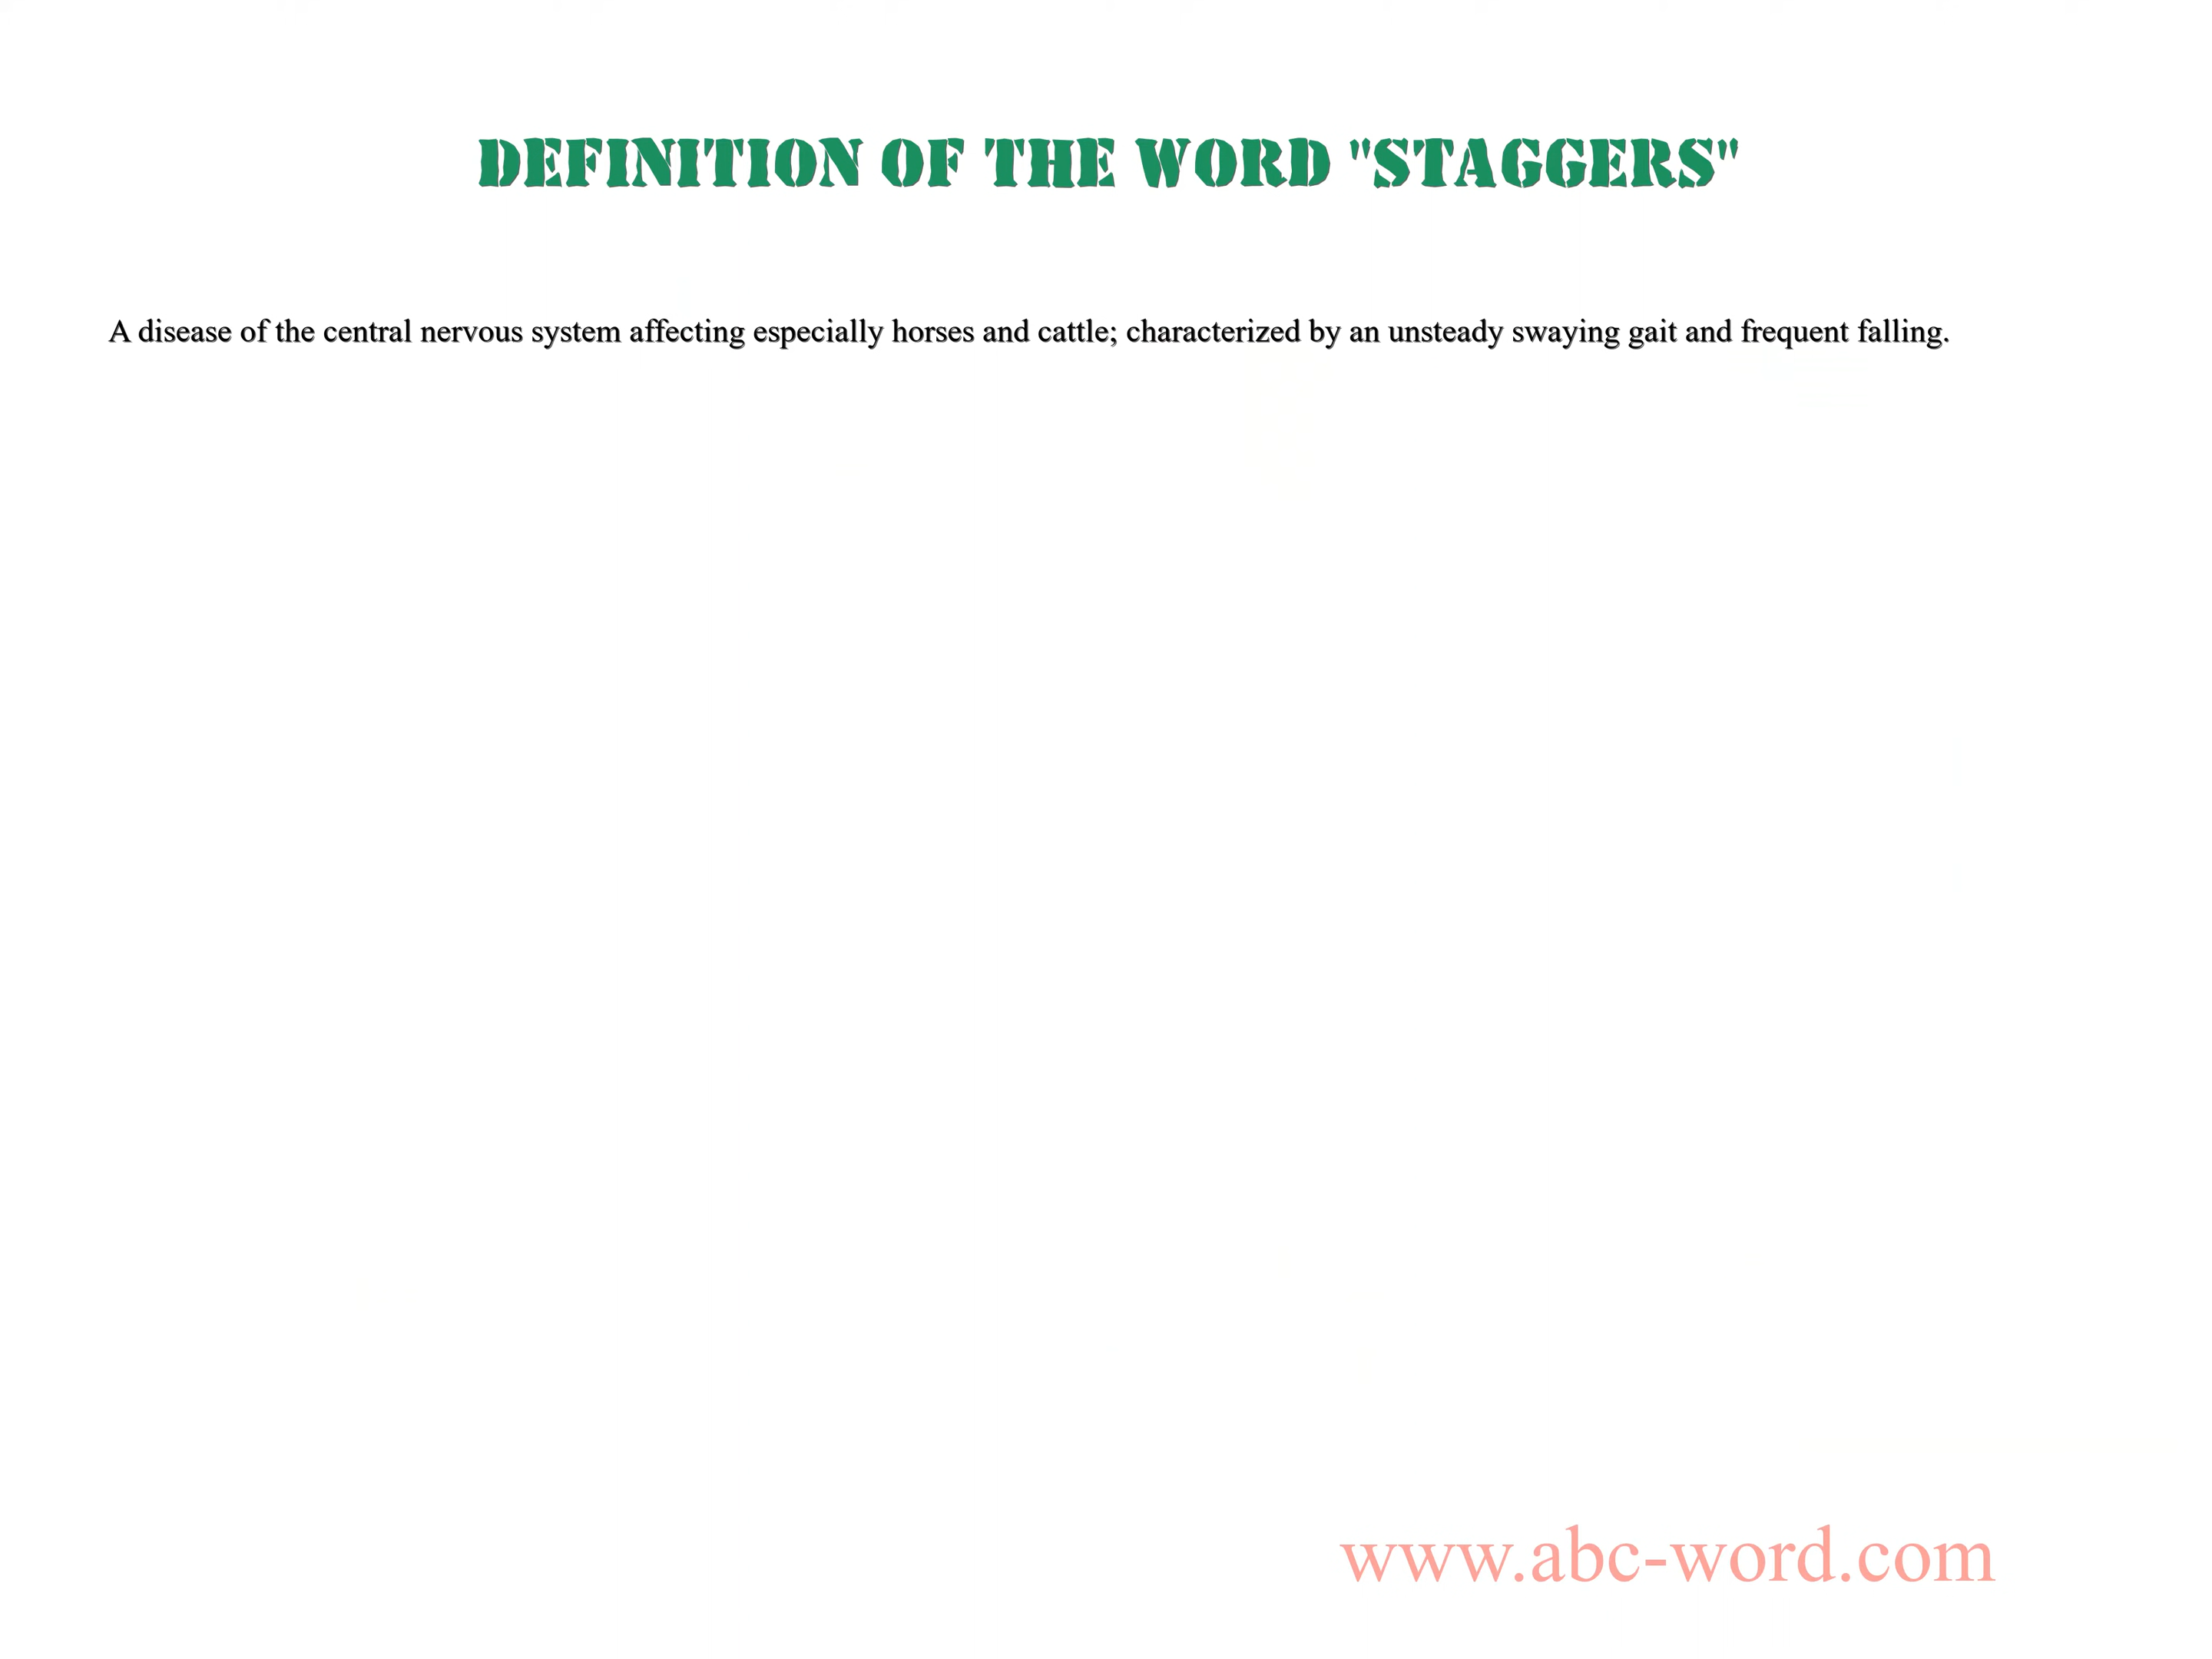 DEFINITION OF THE WORD "STAGGERS"
A disease of the central nervous system affecting especially horses and cattle; characterized by an unsteady swaying gait and frequent falling.
www.abc-word.com